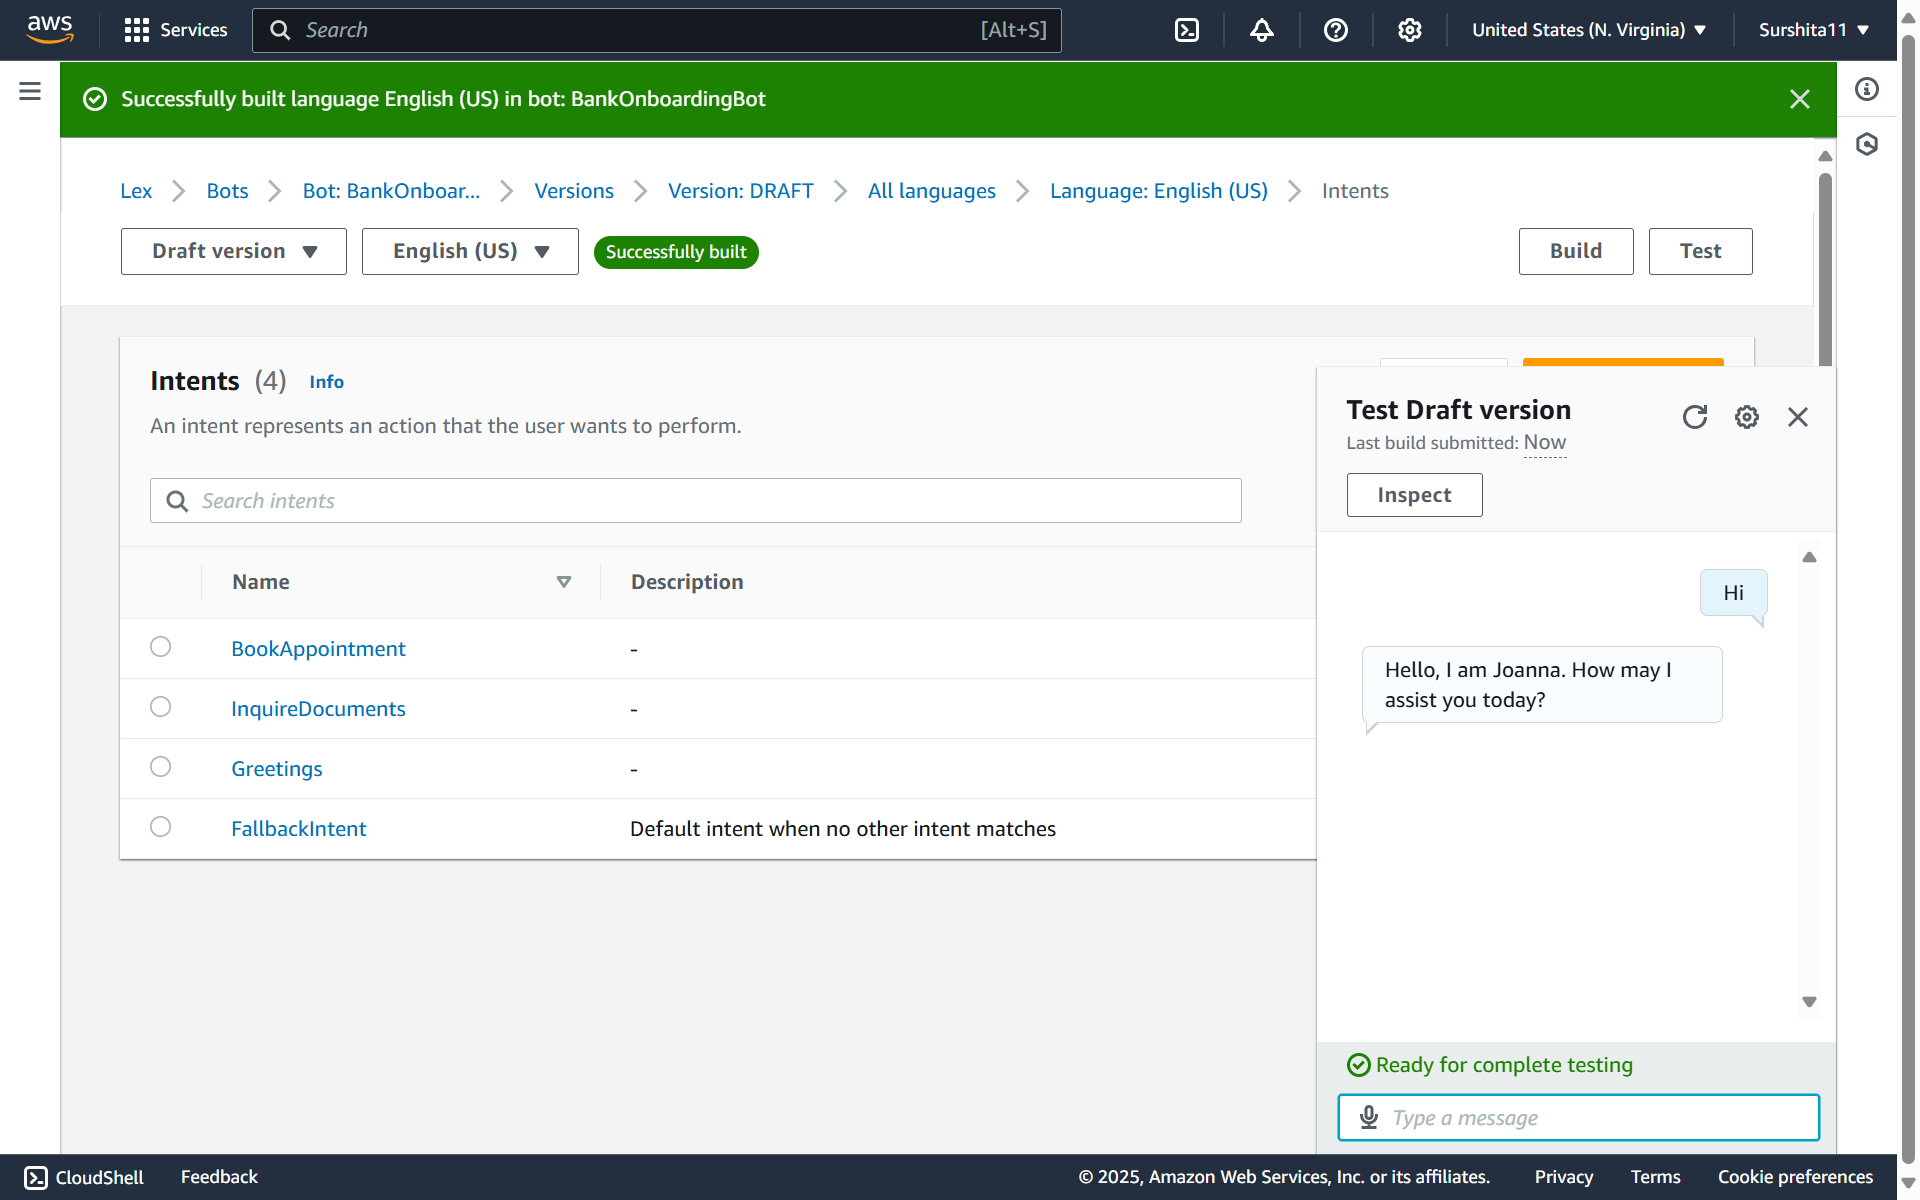 aws
Services
Search
[Alt+S]
United States (N. Virginia)
Surshita11
Successfully built language English (US) in bot: BankOnboardingBot
Lex
Bots
Bot: BankOnboar...
Versions
Version: DRAFT
All languages
Language: English (US)
Intents
Draft version
English (US)
Successfully built
Build
Test
Intents (4) Info
An intent represents an action that the user wants to perform.
Search intents
Name
Description
BookAppointment
-
InquireDocuments
-
Greetings
-
FallbackIntent
Default intent when no other intent matches
Test Draft version
Last build submitted: Now
Inspect
Hi
Hello, I am Joanna. How may I
assist you today?
Ready for complete testing
Type a message
CloudShell
Feedback
© 2025, Amazon Web Services, Inc. or its affiliates.
Privacy
Terms
Cookie preferences